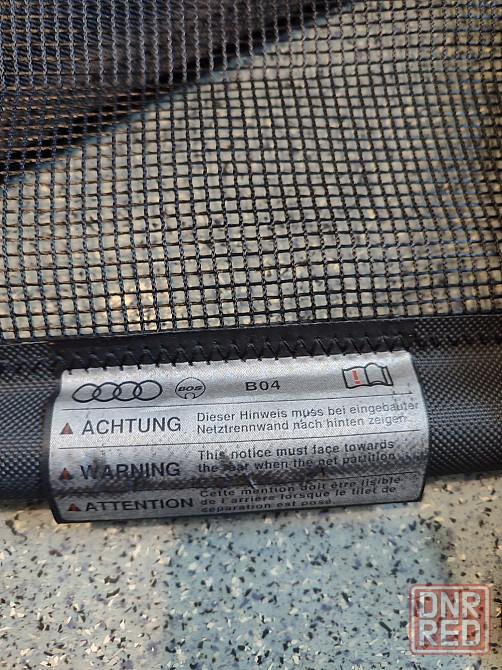 BOS B04
ACHTUNG
Dieser Hinweis muss bei eingebauter
Netztrennwand nach hinten zeigen
WARNING
This notice must face towards
the rear when the net partition
ATTENTION
Cette mention doit être lisible
de l'arrière lorsque le filet de
séparation est posé.
DNR
RED